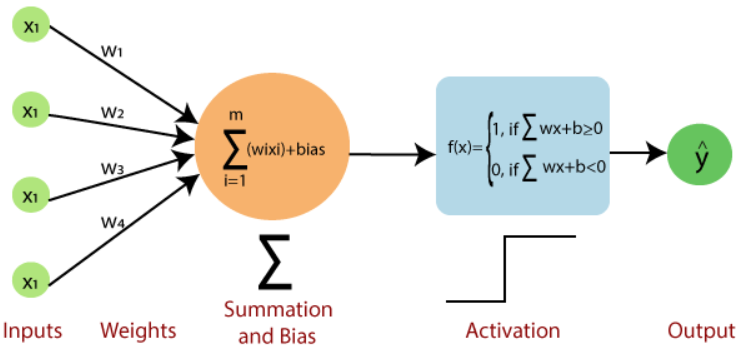 x1
x1
x1
x1
w1
w2
w3
w4
m
∑(wixi)+bias
i=1
f(x)={1, if ∑ wx+b≥0
0, if ∑ wx+b<0
ŷ
∑
Inputs
Weights
Summation
and Bias
Activation
Output